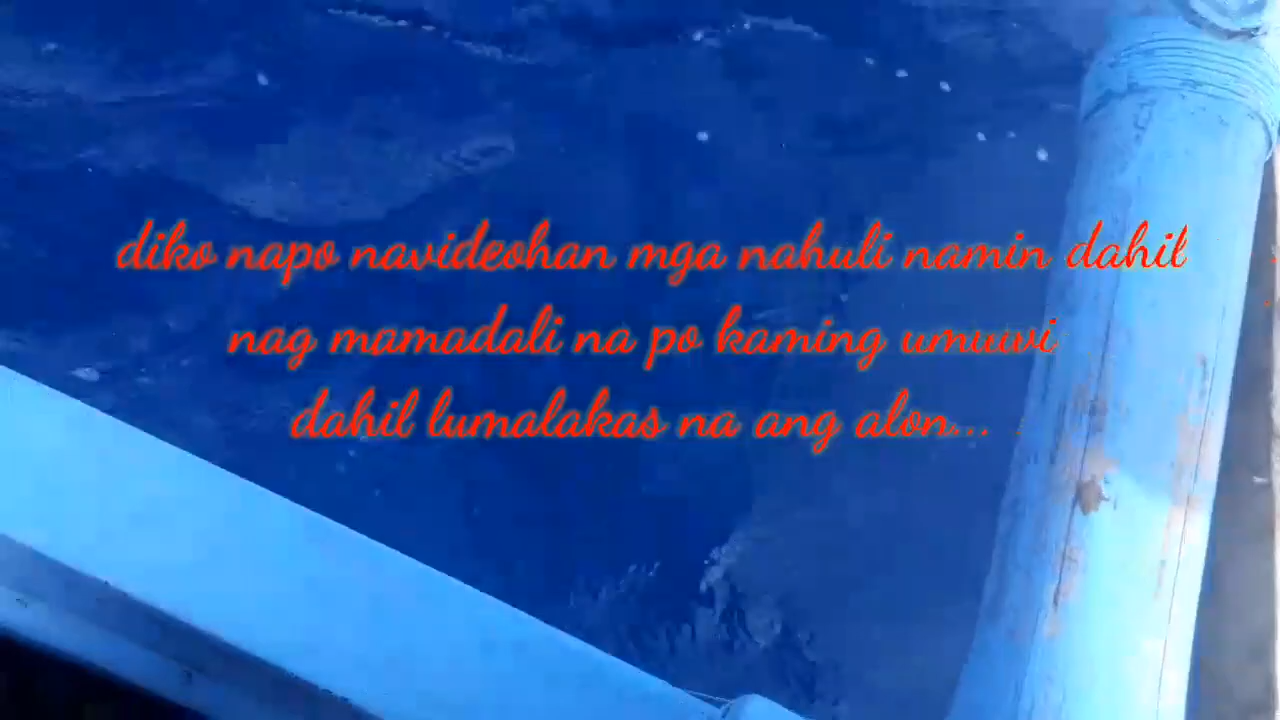 diko napo navideohan mga nahuli namin dahil
nag mamadali na po kaming umuwi
dahil lumalakas na ang alon...